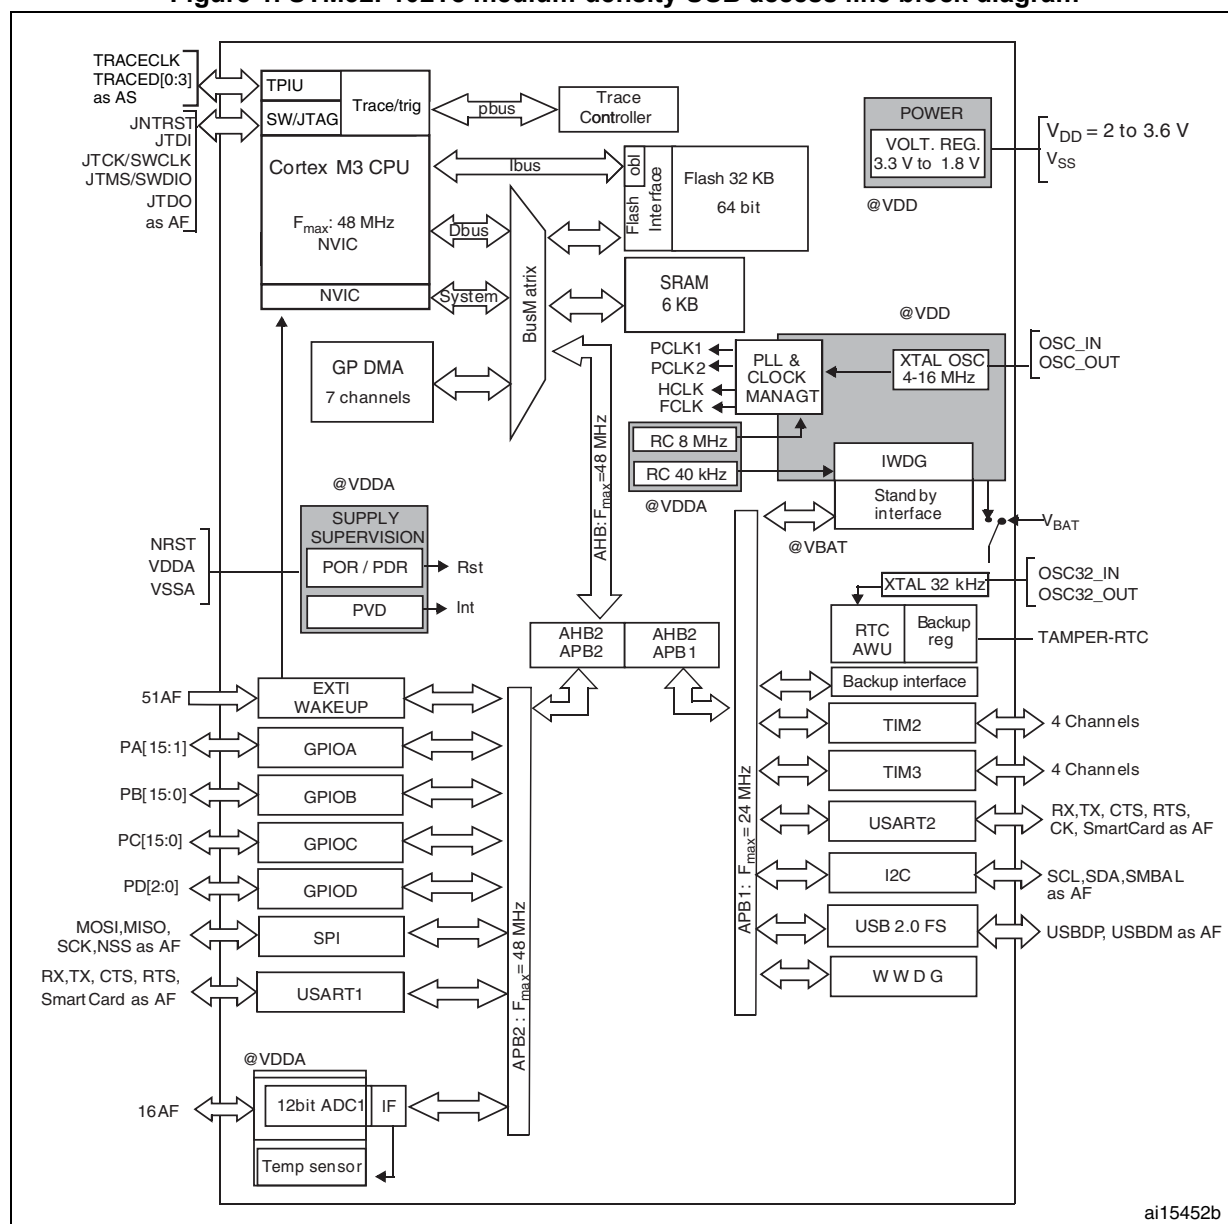 TRACECLK
TRACED[0:3]
as AS
TPIU
Trace/trig
SW/JTAG
pbus
Trace
Controller
JNTRST
JTDI
JTCK/SWCLK
JTMS/SWDIO
JTDO
as AF
Cortex M3 CPU
Fmax: 48 MHz
NVIC
NVIC
Ibus
Dbus
System
BusMatrix
obl
Flash
Interface
Flash 32 KB
64 bit
SRAM
6 KB
POWER
VOLT. REG.
3.3 V to 1.8 V
@VDD
VDD = 2 to 3.6 V
VSS
GP DMA
7 channels
@VDD
PCLK1
PCLK2
HCLK
FCLK
PLL &
CLOCK
MANAGT
XTAL OSC
4-16 MHz
OSC_IN
OSC_OUT
RC 8 MHz
RC 40 kHz
@VDDA
IWDG
Stand by
interface
@VBAT
VBAT
AHB: Fmax=48 MHz
@VDDA
SUPPLY
SUPERVISION
POR / PDR
Rst
PVD
Int
NRST
VDDA
VSSA
XTAL 32 kHz
OSC32_IN
OSC32_OUT
RTC
AWU
Backup
reg
TAMPER-RTC
Backup interface
AHB2
APB2
AHB2
APB1
51AF
EXTI
WAKEUP
PA[15:1]
GPIOA
PB[15:0]
GPIOB
PC[15:0]
GPIOC
PD[2:0]
GPIOD
MOSI,MISO,
SCK,NSS as AF
SPI
RX,TX, CTS, RTS,
SmartCard as AF
USART1
APB2 : Fmax= 48 MHz
APB1 : Fmax= 24 MHz
TIM2
4 Channels
TIM3
4 Channels
USART2
RX,TX, CTS, RTS,
CK, SmartCard as AF
I2C
SCL,SDA,SMBAL
as AF
USB 2.0 FS
USBDP, USBDM as AF
W W D G
@VDDA
16AF
12bit ADC1
IF
Temp sensor
ai15452b